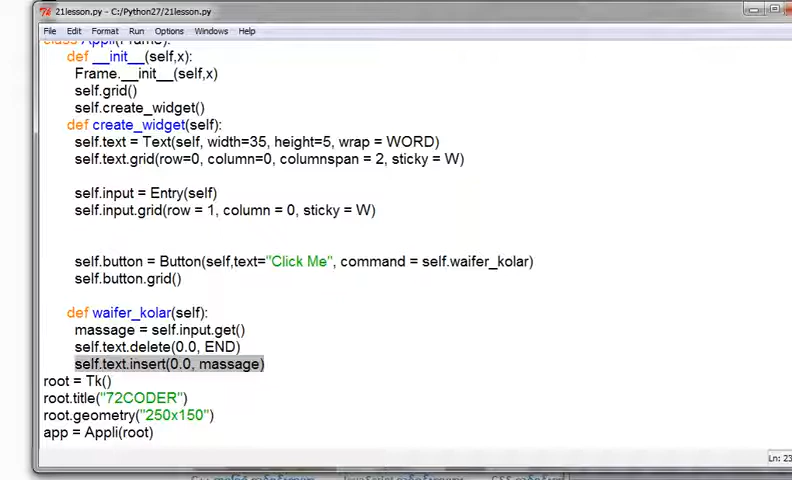 21lesson.py - C:/Python27/21lesson.py
File Edit Format Run Options Windows Help
class Appli(Frame):
def __init__(self,x):
Frame.__init__(self,x)
self.grid()
self.create_widget()
def create_widget(self):
self.text = Text(self, width=35, height=5, wrap = WORD)
self.text.grid(row=0, column=0, columnspan = 2, sticky = W)
self.input = Entry(self)
self.input.grid(row = 1, column = 0, sticky = W)
self.button = Button(self,text="Click Me", command = self.waifer_kolar)
self.button.grid()
def waifer_kolar(self):
massage = self.input.get()
self.text.delete(0.0, END)
self.text.insert(0.0, massage)
root = Tk()
root.title("72CODER")
root.geometry("250x150")
app = Appli(root)
Ln: 23